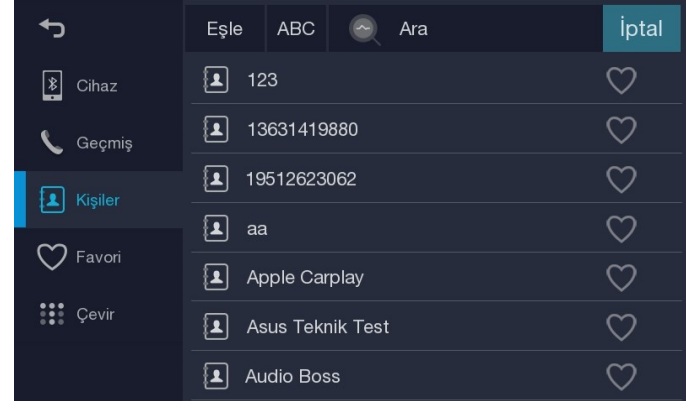 Eşle ABC Ara İptal
Cihaz
Geçmiş
Kişiler
Favori
Çevir
123
13631419880
19512623062
aa
Apple Carplay
Asus Teknik Test
Audio Boss